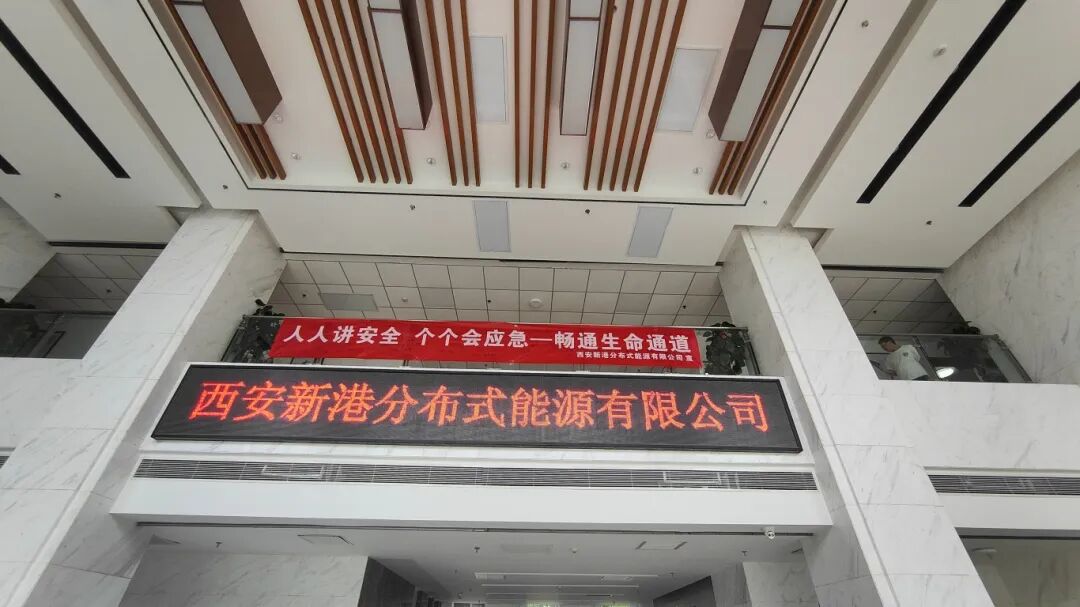 人人讲安全 个个会应急—畅通生命通道
西安新港分布式能源有限公司 宣
西安新港分布式能源有限公司